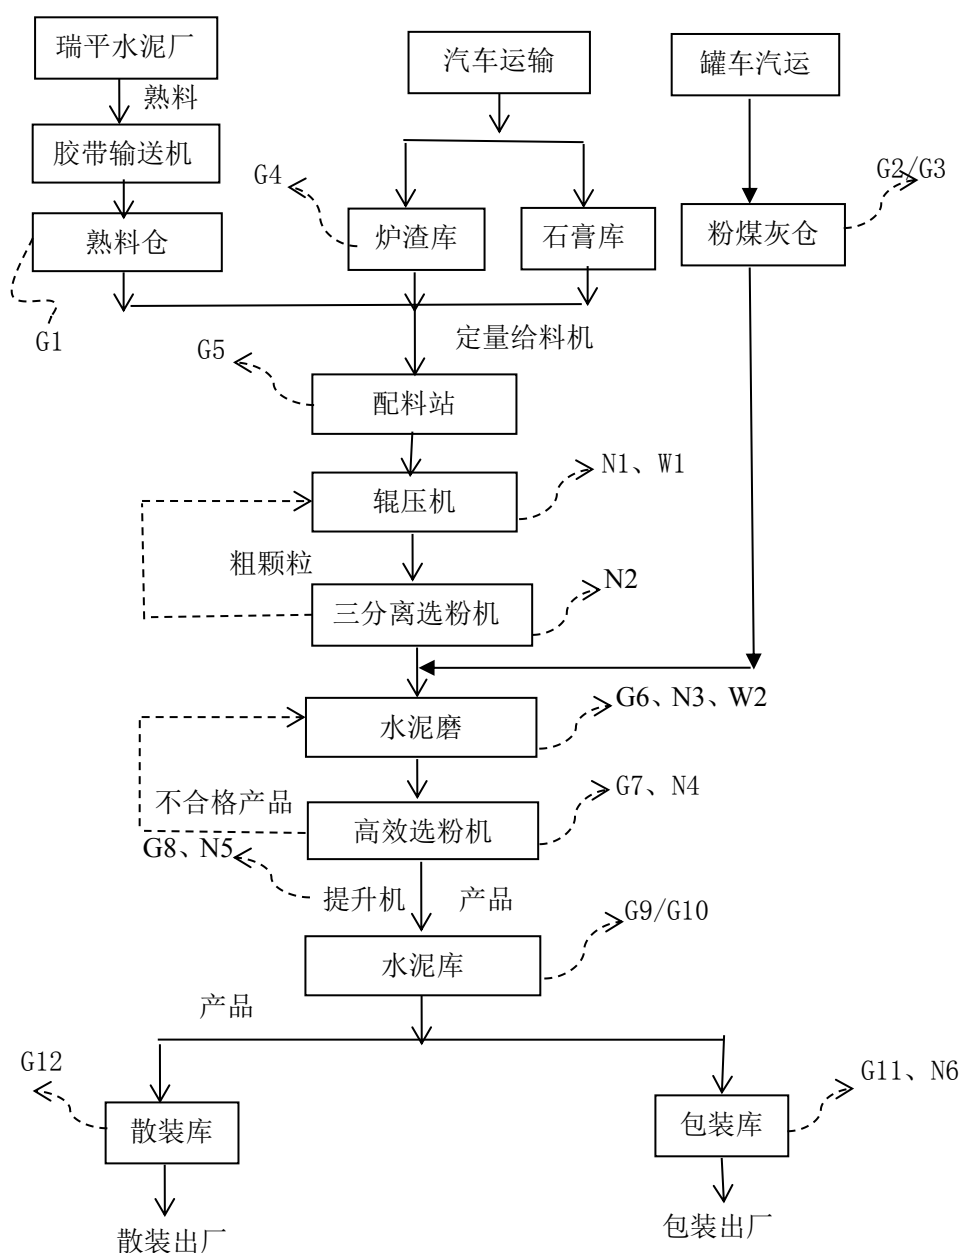 瑞平水泥厂
汽车运输
罐车汽运
熟料
胶带输送机
G4
G2/G3
熟料仓
炉渣库
石膏库
粉煤灰仓
G1
定量给料机
G5
配料站
N1、W1
辊压机
粗颗粒
N2
三分离选粉机
G6、N3、W2
水泥磨
G7、N4
不合格产品
高效选粉机
G8、N5
提升机
产品
G9/G10
水泥库
产品
G12
G11、N6
散装库
包装库
散装出厂
包装出厂